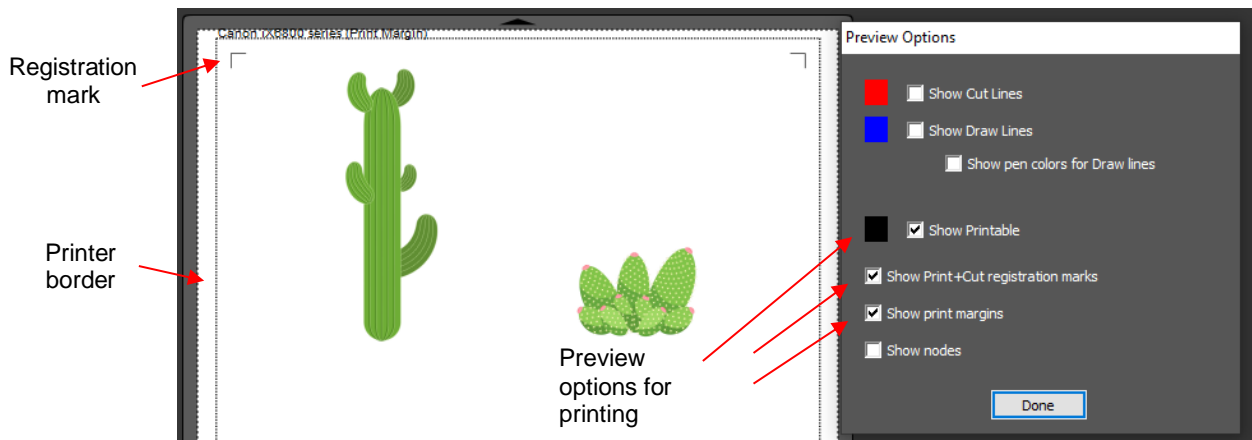 Canon iX6800 series (Print Margin)
Registration
mark
Printer
border
Preview
options for
printing
Preview Options
Show Cut Lines
Show Draw Lines
Show pen colors for Draw lines
Show Printable
Show Print+Cut registration marks
Show print margins
Show nodes
Done